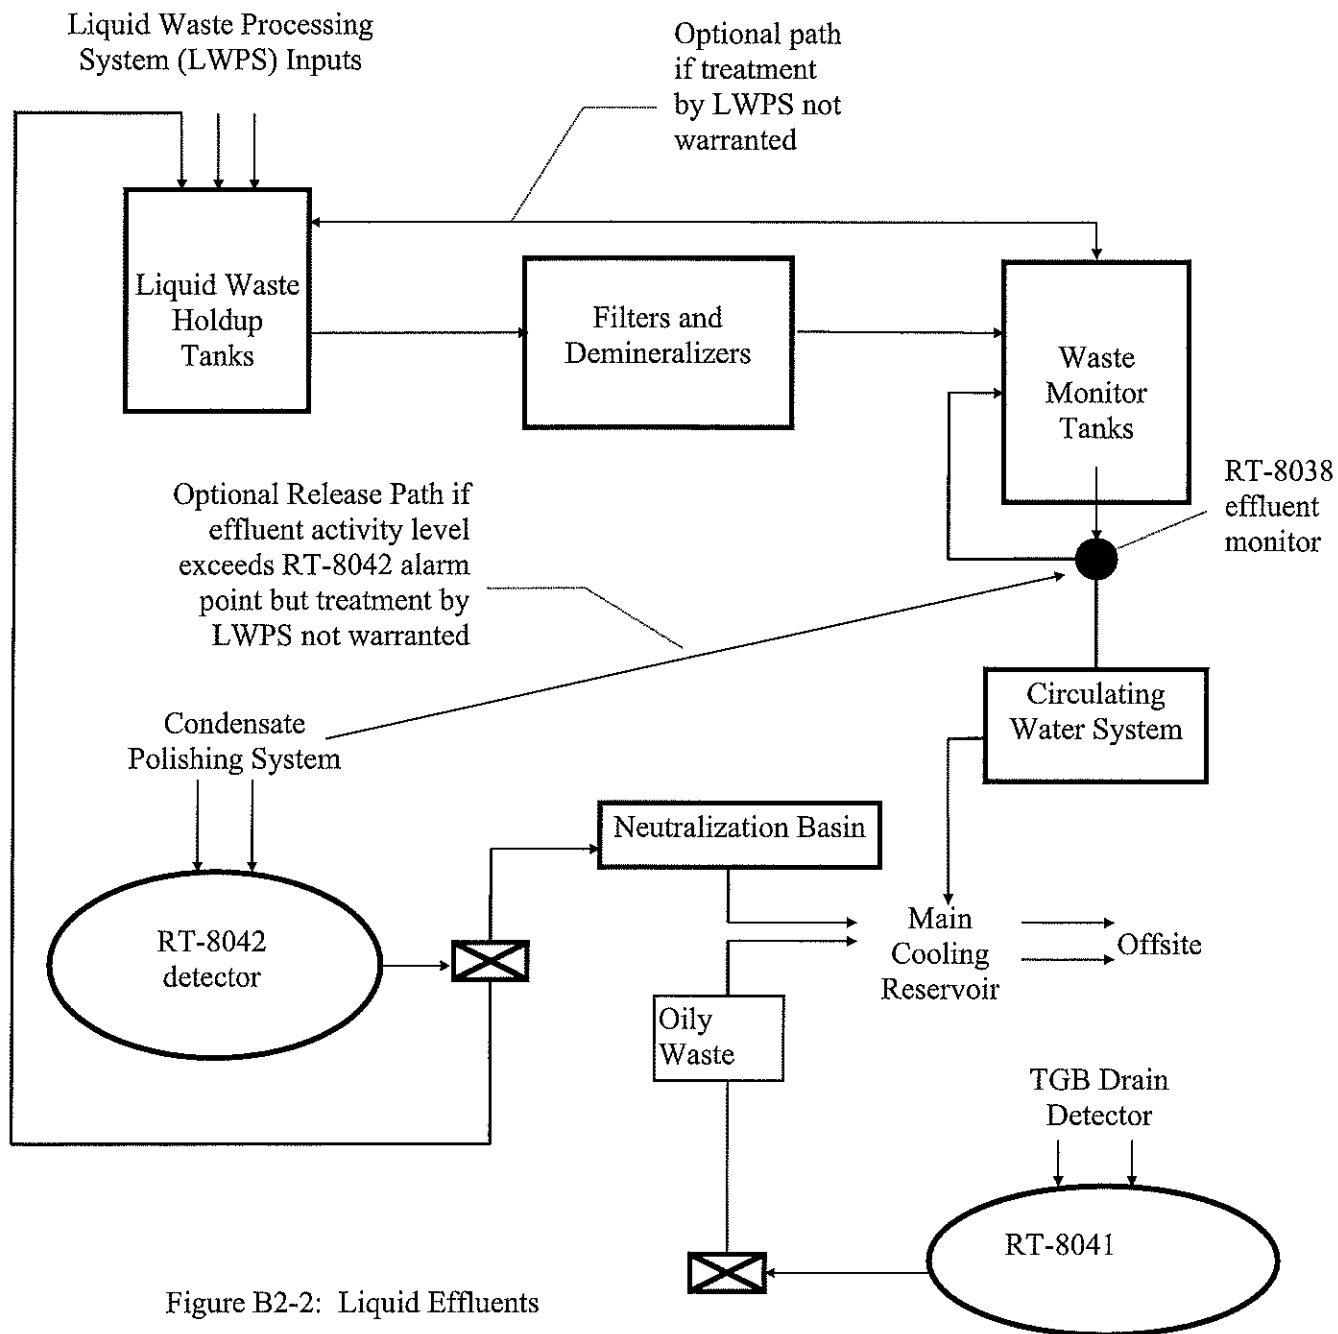 Liquid Waste Processing
System (LWPS) Inputs
Optional path
if treatment
by LWPS not
warranted
Liquid Waste
Holdup
Tanks
Filters and
Demineralizers
Waste
Monitor
Tanks
RT-8038
effluent
monitor
Optional Release Path if
effluent activity level
exceeds RT-8042 alarm
point but treatment by
LWPS not warranted
Circulating
Water System
Condensate
Polishing System
Neutralization Basin
RT-8042
detector
Main
Cooling
Reservoir
Offsite
Oily
Waste
TGB Drain
Detector
RT-8041
Figure B2-2: Liquid Effluents